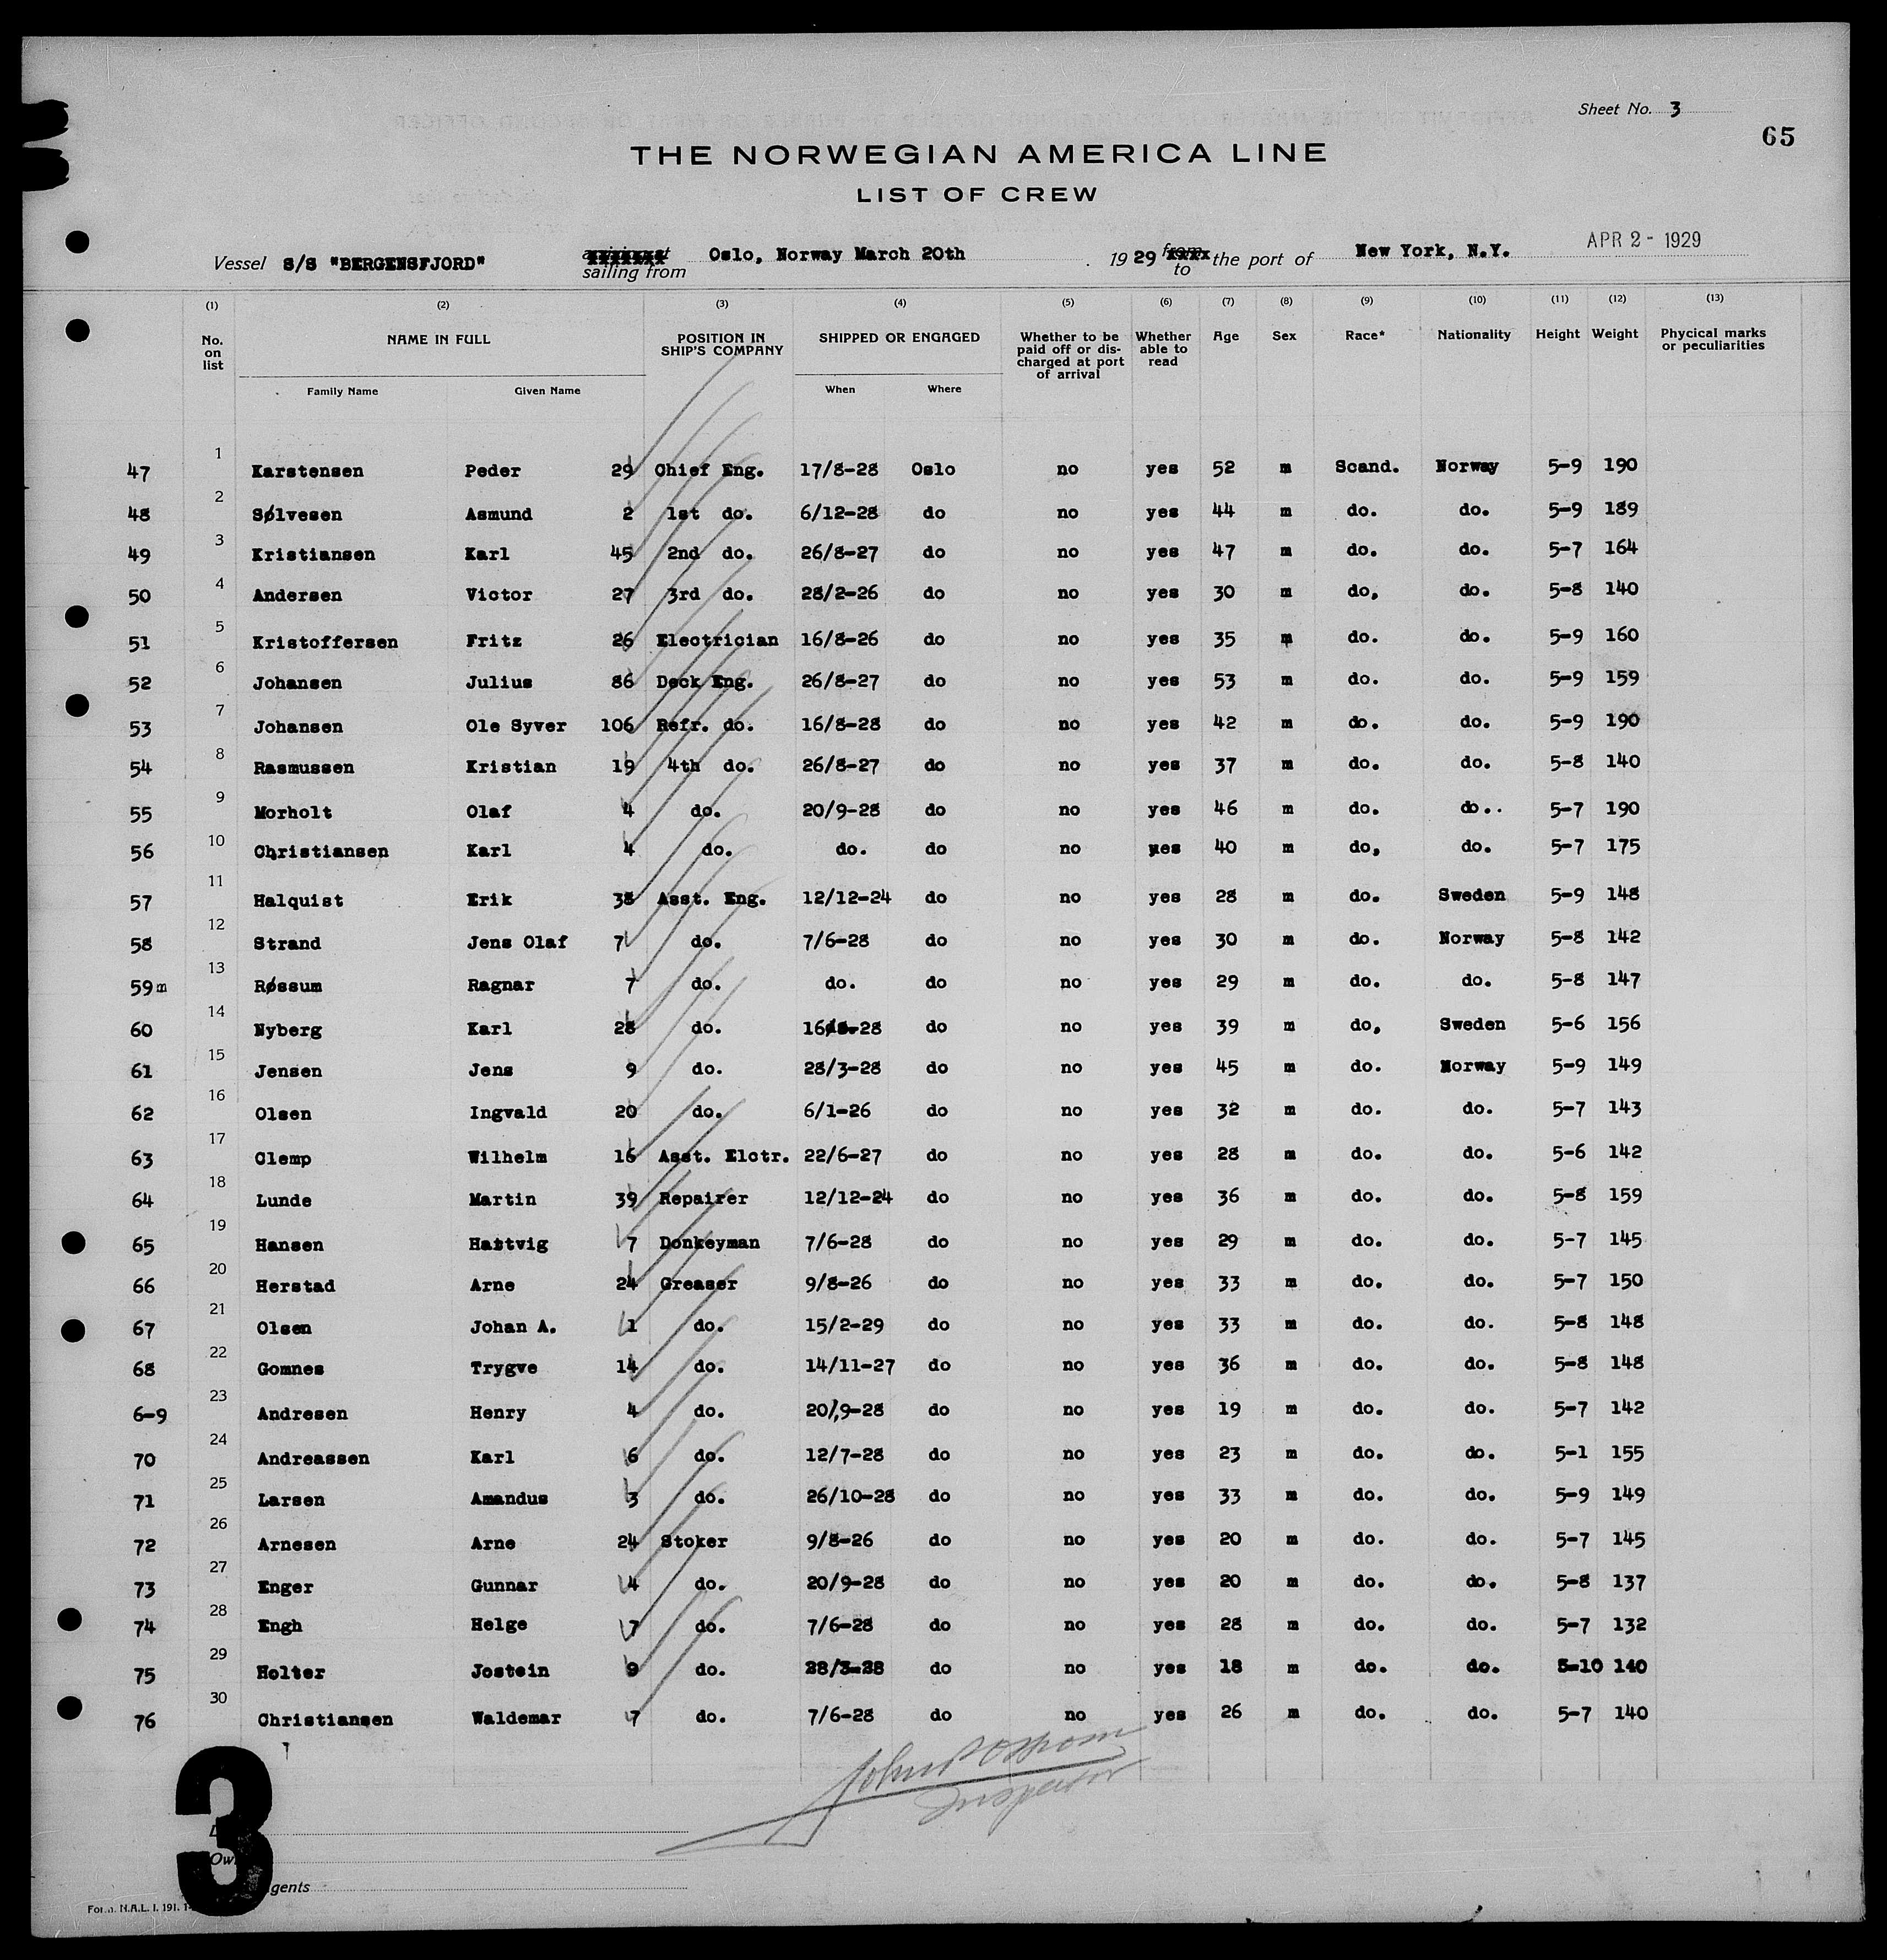 Sheet No. 3
65
THE NORWEGIAN AMERICA LINE
LIST OF CREW
Vessel S/S "BERGENSFJORD" sailing from Oslo, Norway March 20th 1929 to the port of New York, N.Y. APR 2 - 1929
(1) (2) (3) (4) (5) (6) (7) (8) (9) (10) (11) (12) (13)
No. on list NAME IN FULL POSITION IN SHIP'S COMPANY SHIPPED OR ENGAGED Whether to be paid off or discharged at port of arrival Whether able to read Age Sex Race* Nationality Height Weight Phycical marks or peculiarities
Family Name Given Name When Where
47 1 Karstensen Peder 29 Chief Eng. 17/8-28 Oslo no yes 52 m Scand. Norway 5-9 190
48 2 Sølvesen Asmund 2 1st do. 6/12-28 do no yes 44 m do. do. 5-9 189
49 3 Kristiansen Karl 45 2nd do. 26/8-27 do no yes 47 m do. do. 5-7 164
50 4 Andersen Victor 27 3rd do. 28/2-26 do no yes 30 m do, do. 5-8 140
51 5 Kristoffersen Fritz 26 Electrician 16/8-26 do no yes 35 m do. do. 5-9 160
52 6 Johansen Julius 86 Deck Eng. 26/8-27 do no yes 53 m do. do. 5-9 159
53 7 Johansen Ole Syver 106 Refr. do. 16/8-28 do no yes 42 m do. do. 5-9 190
54 8 Rasmussen Kristian 19 4th do. 26/8-27 do no yes 37 m do. do. 5-8 140
55 9 Morholt Olaf 4 do. 20/9-28 do no yes 46 m do. do.. 5-7 190
56 10 Christiansen Karl 4 do. do. do no yes 40 m do, do. 5-7 175
57 11 Halquist Erik 38 Asst. Eng. 12/12-24 do no yes 28 m do. Sweden 5-9 148
58 12 Strand Jens Olaf 7 do. 7/6-28 do no yes 30 m do. Norway 5-8 142
59m 13 Røssum Ragnar 7 do. do. do no yes 29 m do. do. 5-8 147
60 14 Nyberg Karl 28 do. do no yes 39 m do, Sweden 5-6 156
61 15 Jensen Jens 9 do. 28/3-28 do no yes 45 m do. Norway 5-9 149
62 16 Olsen Ingvald 20 do. 6/1-26 do no yes 32 m do. do. 5-7 143
63 17 Clemp Wilhelm 16 Asst. Elctr. 22/6-27 do no yes 28 m do. do. 5-6 142
64 18 Lunde Martin 39 Repairer 12/12-24 do no yes 36 m do. do. 5-8 159
65 19 Hansen Hartvig 7 Donkeyman 7/6-28 do no yes 29 m do. do. 5-7 145
66 20 Herstad Arne 24 Greaser 9/8-26 do no yes 33 m do. do. 5-7 150
67 21 Olsen Johan A. 1 do. 15/2-29 do no yes 33 m do. do. 5-8 148
68 22 Gomnes Trygve 14 do. 14/11-27 do no yes 36 m do. do. 5-8 148
6-9 23 Andresen Henry 4 do. 20/9-28 do no yes 19 m do. do. 5-7 142
70 24 Andreassen Karl 6 do. 12/7-28 do no yes 23 m do. do. 5-1 155
71 25 Larsen Amandus 3 do. 26/10-28 do no yes 33 m do. do. 5-9 149
72 26 Arnesen Arne 24 Stoker 9/8-26 do no yes 20 m do. do. 5-7 145
73 27 Enger Gunnar 4 do. 20/9-28 do no yes 20 m do. do. 5-8 137
74 28 Engh Helge 7 do. 7/6-28 do no yes 28 m do. do. 5-7 132
75 29 Holter Jostein 9 do. 28/3-28 do no yes 18 m do. do. 5-10 140
76 30 Christiansen Waldemar 7 do. 7/6-28 do no yes 26 m do. do. 5-7 140
Inspector
3
gents
Form. N.A.L. I. 191.